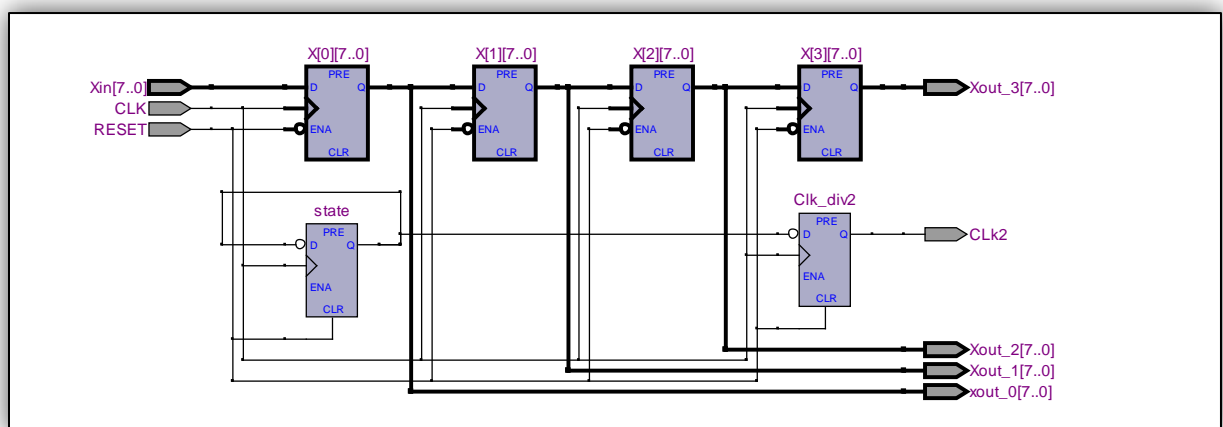 X[0][7..0] X[1][7..0] X[2][7..0] X[3][7..0]
PRE PRE PRE PRE
Xin[7..0] D Q D Q D Q D Q Xout_3[7..0]
CLK
RESET ENA ENA ENA ENA
CLR CLR CLR CLR
state Clk_div2
PRE PRE
D Q D Q CLk2
ENA ENA
CLR CLR
Xout_2[7..0]
Xout_1[7..0]
xout_0[7..0]